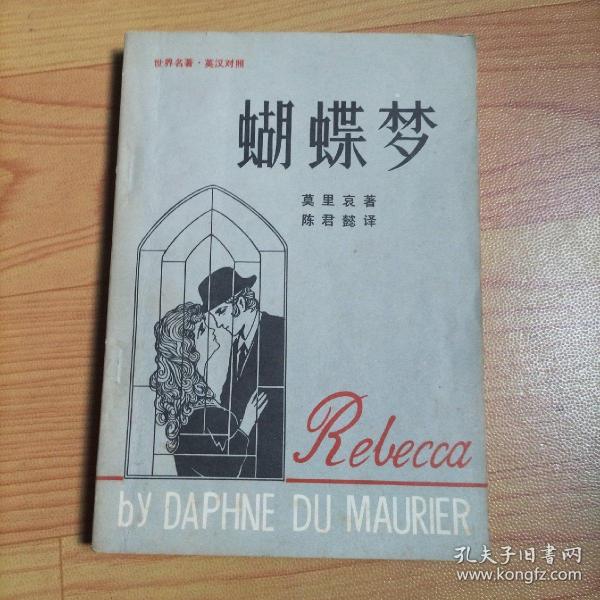 世界名著·英汉对照
蝴蝶梦
莫里哀著
陈君懿译
Rebecca
by DAPHNE DU MAURIER
孔夫子旧书网
www.kongfz.com